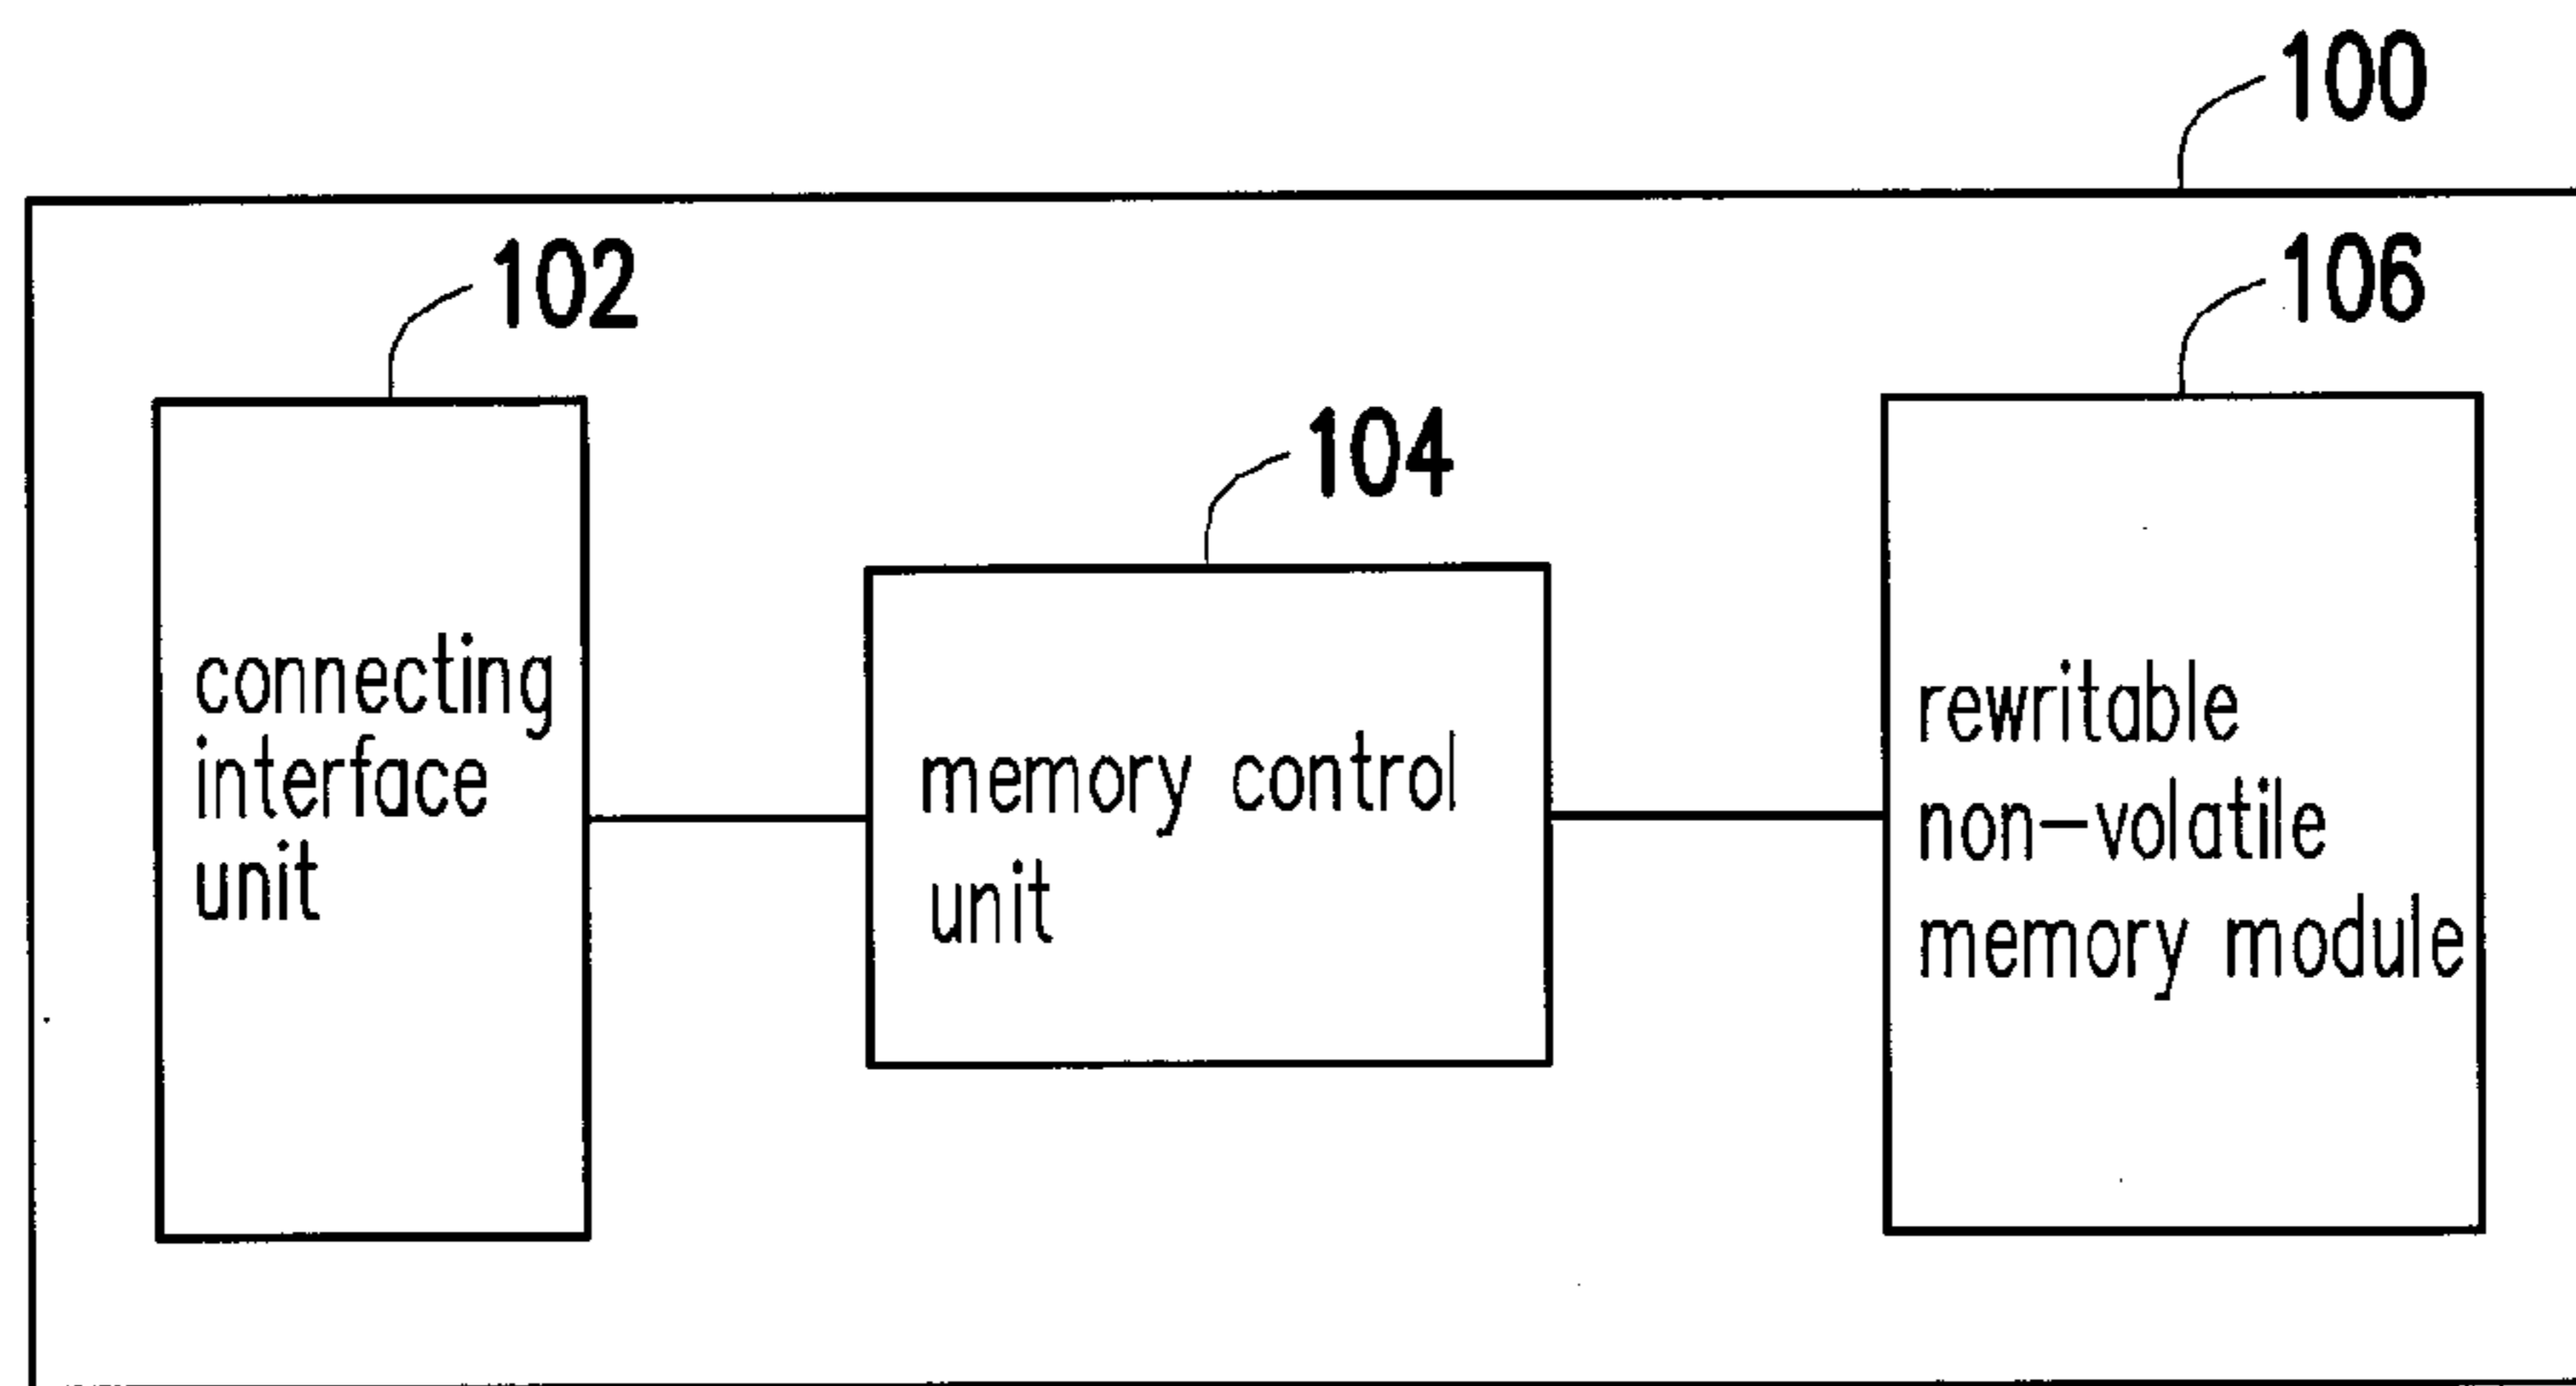 100
102
106
104
connecting
interface
unit
memory control
unit
rewritable
non-volatile
memory module